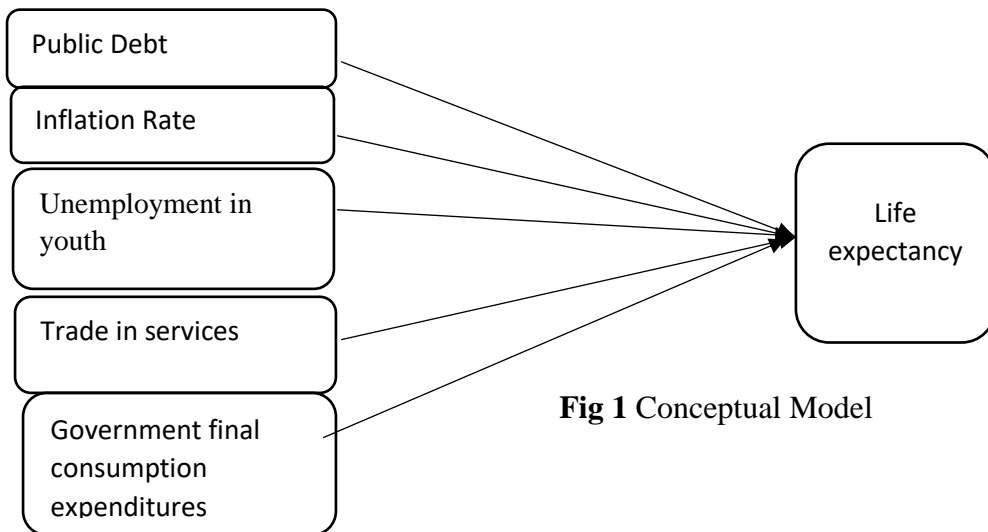 Public Debt
Inflation Rate
Unemployment in
youth
Trade in services
Government final
consumption
expenditures
Life
expectancy
Fig 1 Conceptual Model